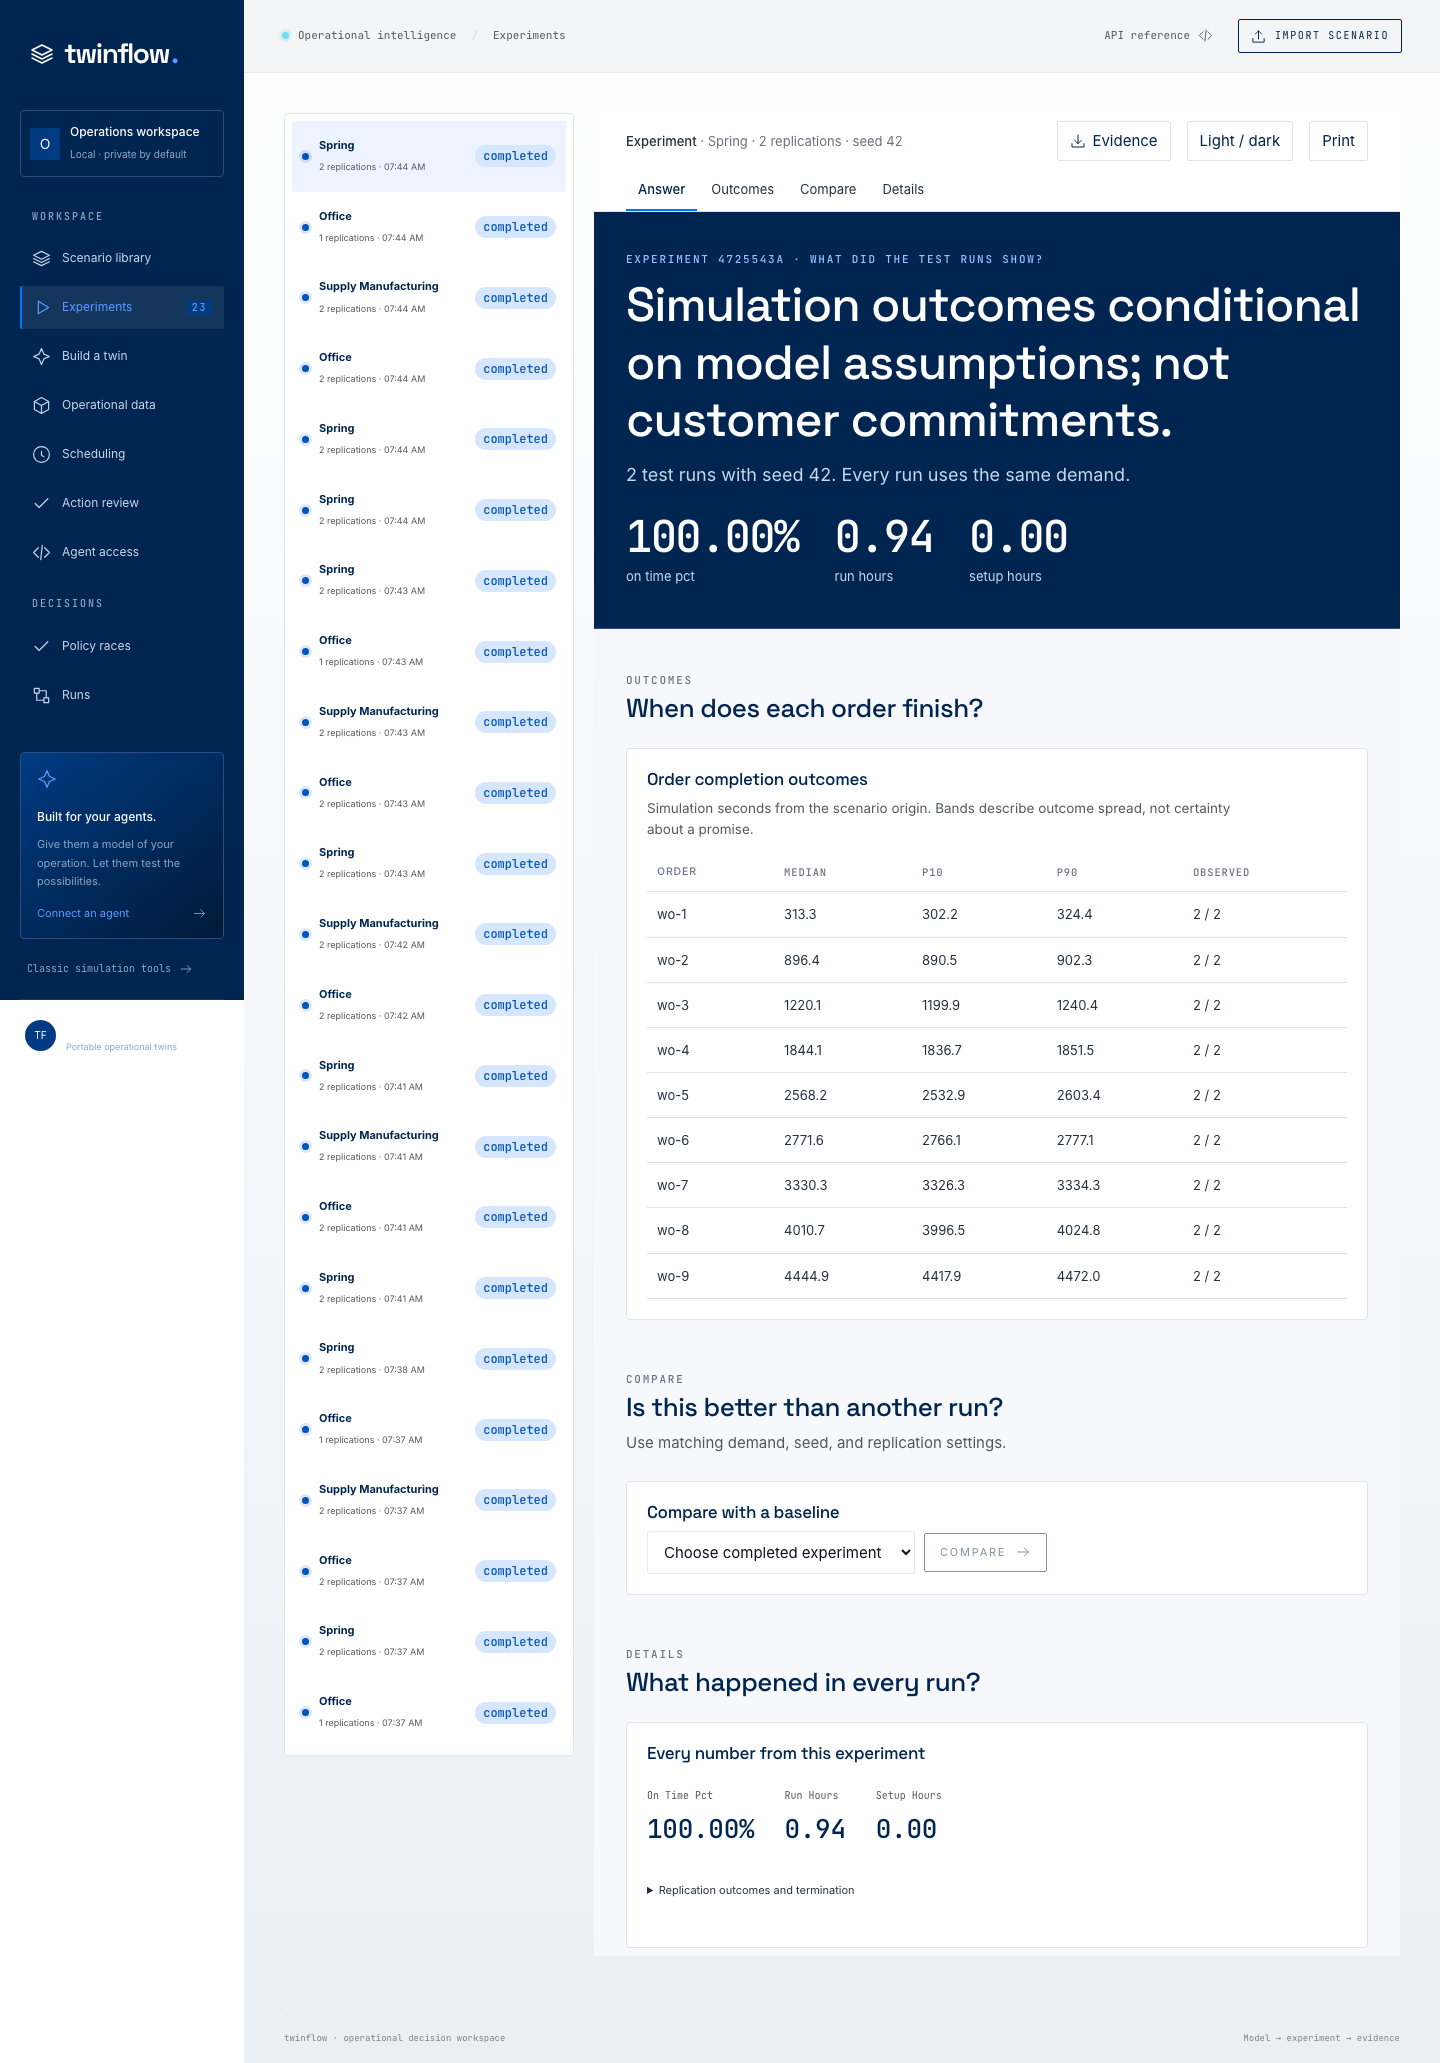 twinflow.
O
Operations workspace
Local · private by default
WORKSPACE
Scenario library
Experiments 23
Build a twin
Operational data
Scheduling
Action review
Agent access
DECISIONS
Policy races
Runs
Built for your agents.
Give them a model of your
operation. Let them test the
possibilities.
Connect an agent
Classic simulation tools
TF
Portable operational twins
Operational intelligence / Experiments
API reference
IMPORT SCENARIO
Spring
2 replications · 07:44 AM
completed
Office
1 replications · 07:44 AM
completed
Supply Manufacturing
2 replications · 07:44 AM
completed
Office
2 replications · 07:44 AM
completed
Spring
2 replications · 07:44 AM
completed
Spring
2 replications · 07:44 AM
completed
Spring
2 replications · 07:43 AM
completed
Office
1 replications · 07:43 AM
completed
Supply Manufacturing
2 replications · 07:43 AM
completed
Office
2 replications · 07:43 AM
completed
Spring
2 replications · 07:43 AM
completed
Supply Manufacturing
2 replications · 07:42 AM
completed
Office
2 replications · 07:42 AM
completed
Spring
2 replications · 07:41 AM
completed
Supply Manufacturing
2 replications · 07:41 AM
completed
Office
2 replications · 07:41 AM
completed
Spring
2 replications · 07:41 AM
completed
Spring
2 replications · 07:38 AM
completed
Office
1 replications · 07:37 AM
completed
Supply Manufacturing
2 replications · 07:37 AM
completed
Office
2 replications · 07:37 AM
completed
Spring
2 replications · 07:37 AM
completed
Office
1 replications · 07:37 AM
completed
Experiment · Spring · 2 replications · seed 42
Evidence
Light / dark
Print
Answer Outcomes Compare Details
EXPERIMENT 4725543A · WHAT DID THE TEST RUNS SHOW?
Simulation outcomes conditional
on model assumptions; not
customer commitments.
2 test runs with seed 42. Every run uses the same demand.
100.00% 0.94 0.00
on time pct run hours setup hours
OUTCOMES
When does each order finish?
Order completion outcomes
Simulation seconds from the scenario origin. Bands describe outcome spread, not certainty
about a promise.
ORDER MEDIAN P10 P90 OBSERVED
wo-1 313.3 302.2 324.4 2 / 2
wo-2 896.4 890.5 902.3 2 / 2
wo-3 1220.1 1199.9 1240.4 2 / 2
wo-4 1844.1 1836.7 1851.5 2 / 2
wo-5 2568.2 2532.9 2603.4 2 / 2
wo-6 2771.6 2766.1 2777.1 2 / 2
wo-7 3330.3 3326.3 3334.3 2 / 2
wo-8 4010.7 3996.5 4024.8 2 / 2
wo-9 4444.9 4417.9 4472.0 2 / 2
COMPARE
Is this better than another run?
Use matching demand, seed, and replication settings.
Compare with a baseline
Choose completed experiment
COMPARE
DETAILS
What happened in every run?
Every number from this experiment
On Time Pct Run Hours Setup Hours
100.00% 0.94 0.00
Replication outcomes and termination
twinflow · operational decision workspace
Model → experiment → evidence